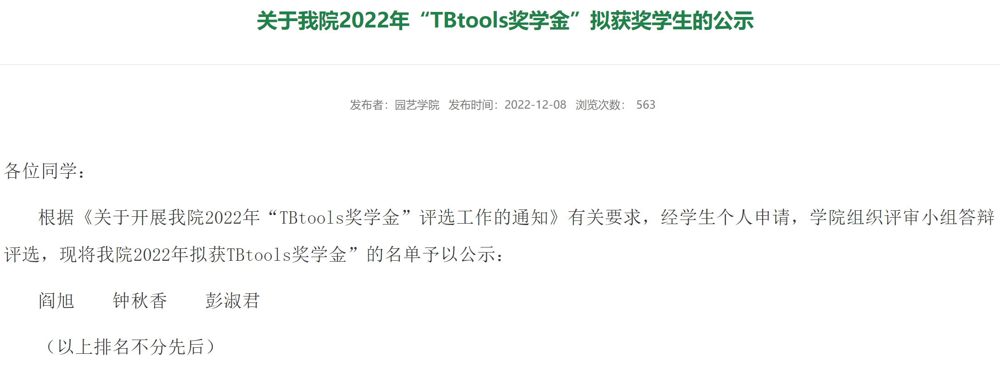 关于我院2022年“TBtools奖学金”拟获奖学生的公示
发布者：园艺学院 发布时间：2022-12-08 浏览次数： 563
各位同学：
根据《关于开展我院2022年“TBtools奖学金”评选工作的通知》有关要求，经学生个人申请，学院组织评审小组答辩
评选，现将我院2022年拟获TBtools奖学金”的名单予以公示：
阎旭 钟秋香 彭淑君
（以上排名不分先后）